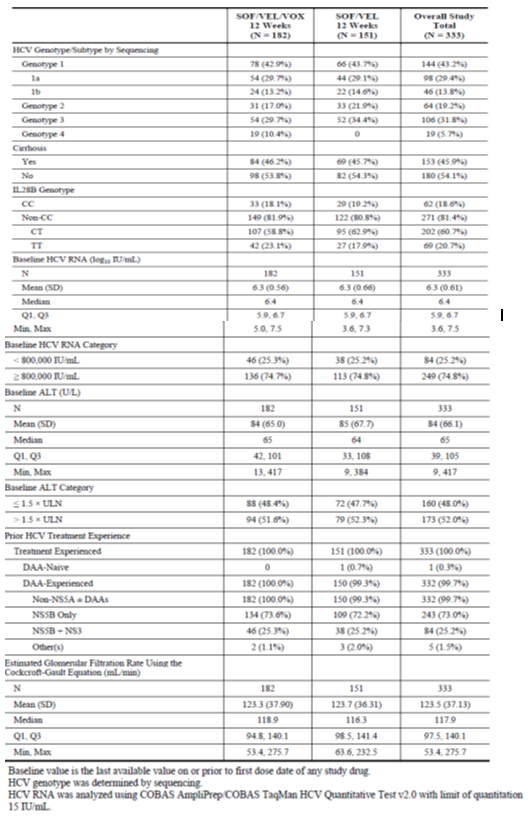 SOF/VEL/VOX 12 Weeks (N = 182) SOF/VEL 12 Weeks (N = 151) Overall Study Total (N = 333)
HCV Genotype/Subtype by Sequencing
Genotype 1 78 (42.9%) 66 (43.7%) 144 (43.2%)
1a 54 (29.7%) 44 (29.1%) 98 (29.4%)
1b 24 (13.2%) 22 (14.6%) 46 (13.8%)
Genotype 2 31 (17.0%) 33 (21.9%) 64 (19.2%)
Genotype 3 54 (29.7%) 52 (34.4%) 106 (31.8%)
Genotype 4 19 (10.4%) 0 19 (5.7%)
Cirrhosis
Yes 84 (46.2%) 69 (45.7%) 153 (45.9%)
No 98 (53.8%) 82 (54.3%) 180 (54.1%)
IL28B Genotype
CC 33 (18.1%) 29 (19.2%) 62 (18.6%)
Non-CC 149 (81.9%) 122 (80.8%) 271 (81.4%)
CT 107 (58.8%) 95 (62.9%) 202 (60.7%)
TT 42 (23.1%) 27 (17.9%) 69 (20.7%)
Baseline HCV RNA (log₁₀ IU/mL)
N 182 151 333
Mean (SD) 6.3 (0.56) 6.3 (0.66) 6.3 (0.61)
Median 6.4 6.4 6.4
Q1, Q3 5.9, 6.7 5.9, 6.7 5.9, 6.7
Min, Max 5.0, 7.5 3.6, 7.3 3.6, 7.5
Baseline HCV RNA Category
< 800,000 IU/mL 46 (25.3%) 38 (25.2%) 84 (25.2%)
≥ 800,000 IU/mL 136 (74.7%) 113 (74.8%) 249 (74.8%)
Baseline ALT (U/L)
N 182 151 333
Mean (SD) 84 (65.0) 85 (67.7) 84 (66.1)
Median 65 64 65
Q1, Q3 42, 101 33, 108 39, 105
Min, Max 13, 417 9, 384 9, 417
Baseline ALT Category
≤ 1.5 × ULN 88 (48.4%) 72 (47.7%) 160 (48.0%)
> 1.5 × ULN 94 (51.6%) 79 (52.3%) 173 (52.0%)
Prior HCV Treatment Experience
Treatment Experienced 182 (100.0%) 151 (100.0%) 333 (100.0%)
DAA-Naive 0 1 (0.7%) 1 (0.3%)
DAA-Experienced 182 (100.0%) 150 (99.3%) 332 (99.7%)
Non-NS5A ± DAAs 182 (100.0%) 150 (99.3%) 332 (99.7%)
NS5B Only 134 (73.6%) 109 (72.2%) 243 (73.0%)
NS5B + NS3 46 (25.3%) 38 (25.2%) 84 (25.2%)
Other(s) 2 (1.1%) 3 (2.0%) 5 (1.5%)
Estimated Glomerular Filtration Rate Using the
Cockcroft-Gault Equation (mL/min)
N 182 151 333
Mean (SD) 123.3 (37.90) 123.7 (36.31) 123.5 (37.13)
Median 118.9 116.3 117.9
Q1, Q3 94.8, 140.1 98.5, 141.4 97.5, 140.1
Min, Max 53.4, 275.7 63.6, 232.5 53.4, 275.7
Baseline value is the last available value on or prior to first dose date of any study drug.
HCV genotype was determined by sequencing.
HCV RNA was analyzed using COBAS AmpliPrep/COBAS TaqMan HCV Quantitative Test v2.0 with limit of quantitation
15 IU/mL.